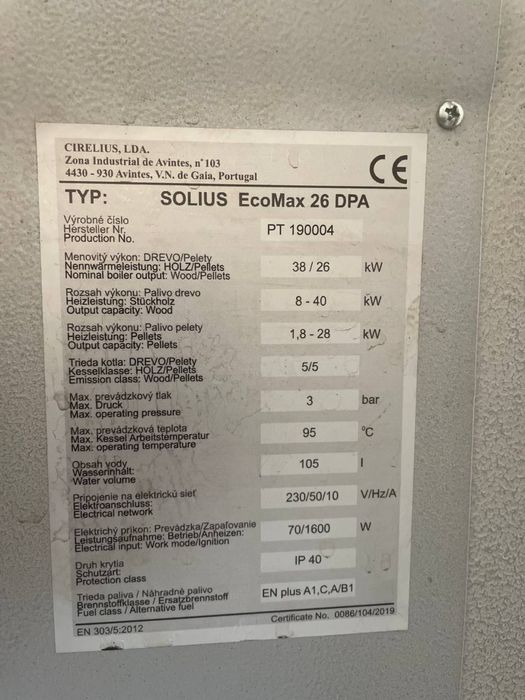 CIRELIUS, LDA.
Zona Industrial de Avintes, nº 103
4430 - 930 Avintes, V.N. de Gaia, Portugal
CE
TYP: SOLIUS EcoMax 26 DPA
Výrobné číslo
Hersteller Nr.
Production No.
PT 190004
Menovitý výkon: DREVO/Pelety
Nennwärmeleistung: HOLZ/Pellets
Nominal boiler output: Wood/Pellets
38 / 26 kW
Rozsah výkonu: Palivo drevo
Heizleistung: Stückholz
Output capacity: Wood
8 - 40 kW
Rozsah výkonu: Palivo pelety
Heizleistung: Pellets
Output capacity: Pellets
1,8 - 28 kW
Trieda kotla: DREVO/Pelety
Kesselklasse: HOLZ/Pellets
Emission class: Wood/Pellets
5/5
Max. prevádzkový tlak
Max. Druck
Max. operating pressure
3 bar
Max. prevádzková teplota
Max. Kessel Arbeitstemperatur
Max. operating temperature
95 °C
Obsah vody
Wasserinhält:
Water volume
105 l
Pripojenie na elektrickú sieť
Elektroanschluss:
Electrical network
230/50/10 V/Hz/A
Elektrický príkon: Prevádzka/Zapaľovanie
Leistungsaufnahme: Betrieb/Anheizen:
Electrical input: Work mode/Ignition
70/1600 W
Druh krytia
Schutzart:
Protection class
IP 40
Trieda paliva / Náhradné palivo
Brennstoffklasse / Ersatzbrennstoff
Fuel class / Alternative fuel
EN plus A1,C,A/B1
EN 303/5:2012
Certificate No. 0086/104/2019